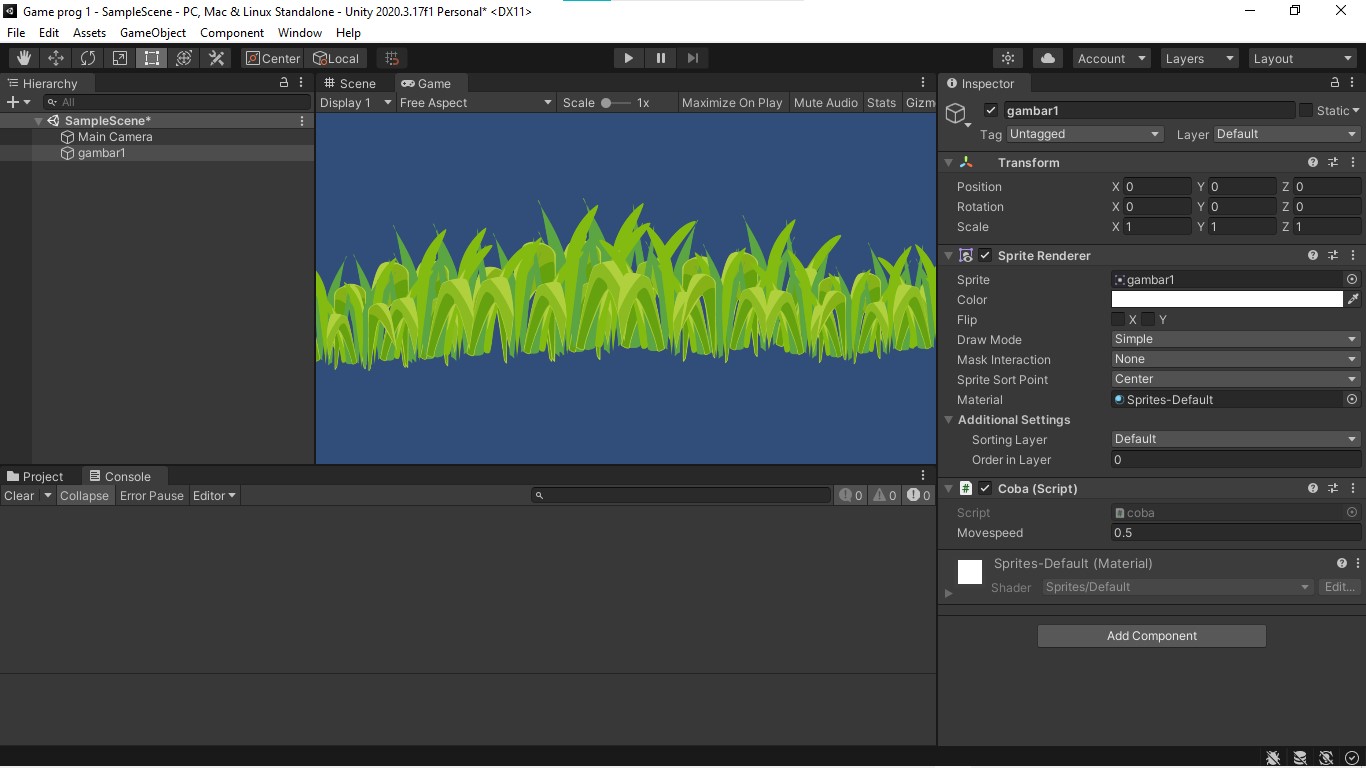 Game prog 1 - SampleScene - PC, Mac & Linux Standalone - Unity 2020.3.17f1 Personal* <DX11>
File Edit Assets GameObject Component Window Help
Center Local Account Layers Layout
Hierarchy
All
SampleScene*
Main Camera
gambar1
Scene Game
Display 1 Free Aspect Scale 1x Maximize On Play Mute Audio Stats Gizm
Project Console
Clear Collapse Error Pause Editor 0 0 0
Inspector
gambar1 Static
Tag Untagged Layer Default
Transform
Position X 0 Y 0 Z 0
Rotation X 0 Y 0 Z 0
Scale X 1 Y 1 Z 1
Sprite Renderer
Sprite gambar1
Color
Flip X Y
Draw Mode Simple
Mask Interaction None
Sprite Sort Point Center
Material Sprites-Default
Additional Settings
Sorting Layer Default
Order in Layer 0
# Coba (Script)
Script coba
Movespeed 0.5
Sprites-Default (Material)
Shader Sprites/Default Edit...
Add Component